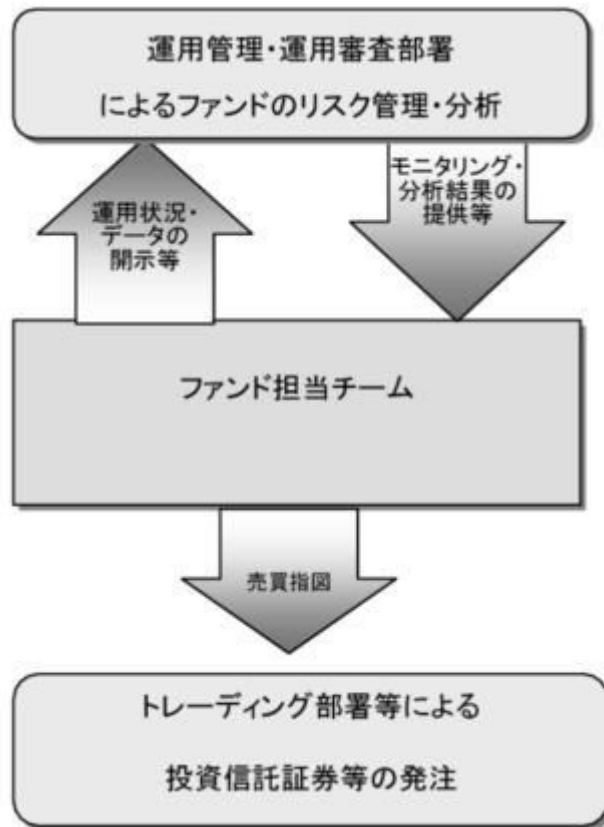 運用管理・運用審査部署
によるファンドのリスク管理・分析
運用状況・
データの
開示等
モニタリング・
分析結果の
提供等
ファンド担当チーム
売買指図
トレーディング部署等による
投資信託証券等の発注